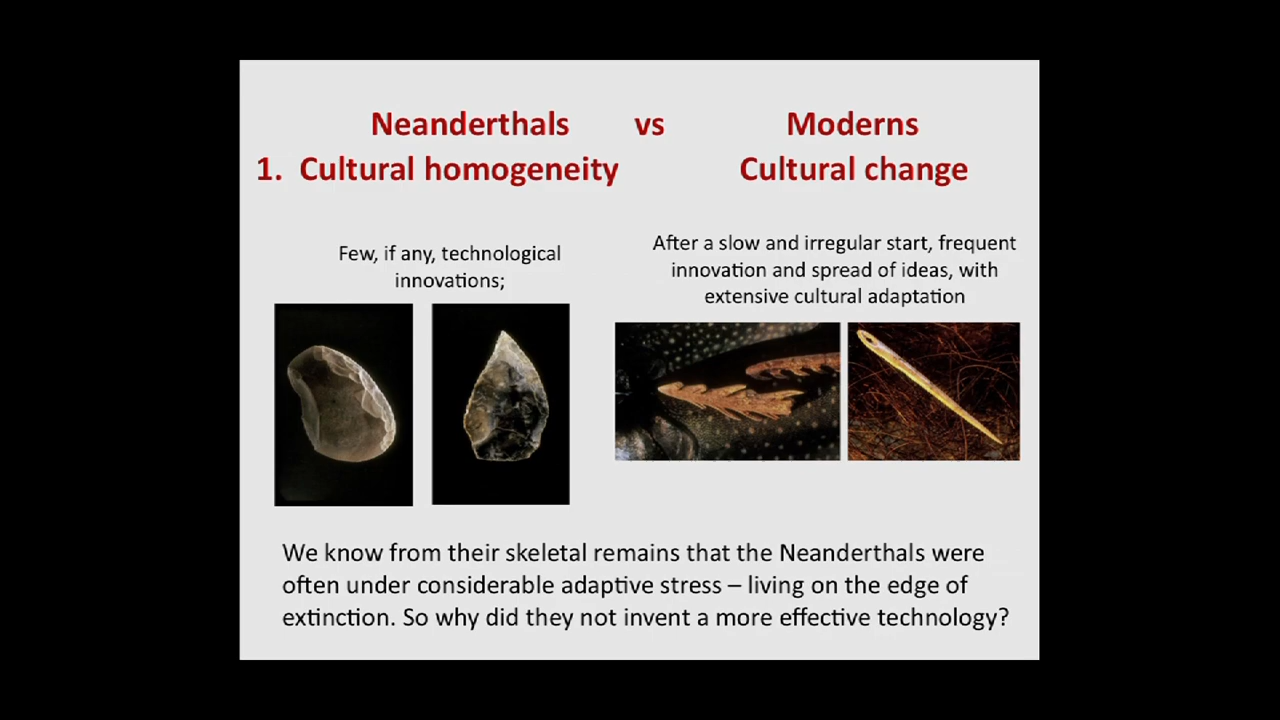 Neanderthals vs Moderns
1. Cultural homogeneity Cultural change
Few, if any, technological
innovations;
After a slow and irregular start, frequent
innovation and spread of ideas, with
extensive cultural adaptation
We know from their skeletal remains that the Neanderthals were
often under considerable adaptive stress – living on the edge of
extinction. So why did they not invent a more effective technology?